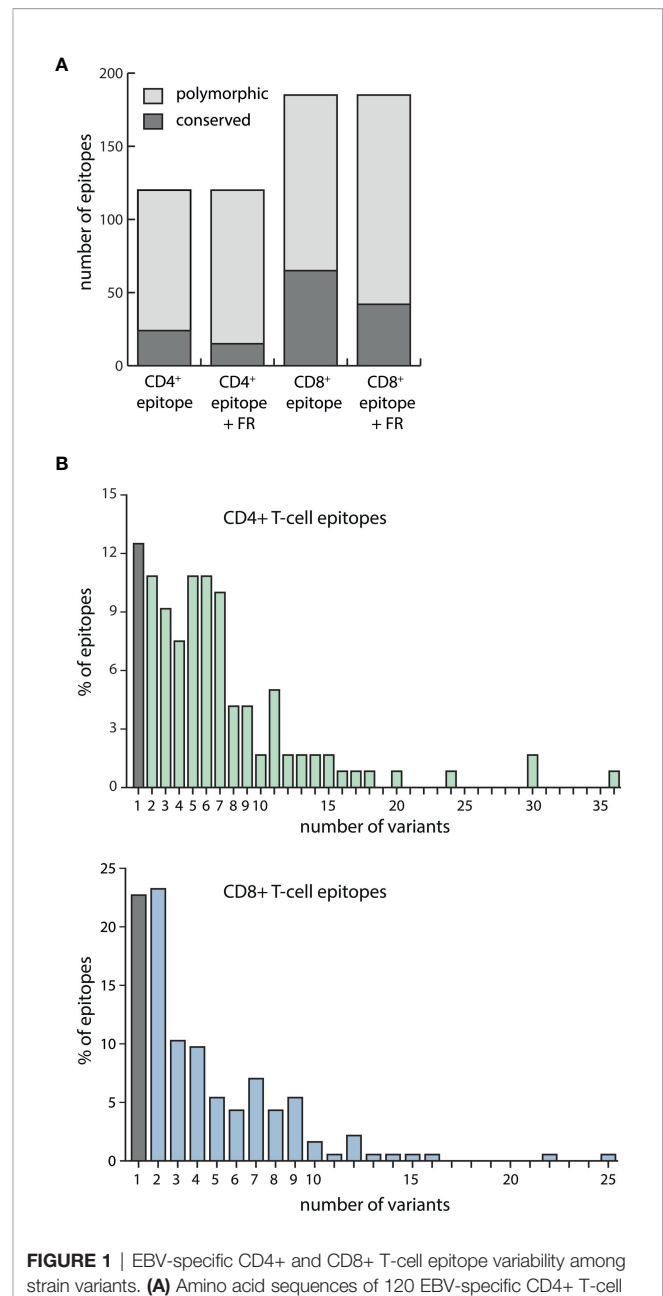 A
200
150
100
50
0
number of epitopes
polymorphic
conserved
CD4+
epitope
CD4+
epitope
+ FR
CD8+
epitope
CD8+
epitope
+ FR
B
CD4+ T-cell epitopes
15
12
9
6
3
0
% of epitopes
1 2 3 4 5 6 7 8 9 10 15 20 25 30 35
number of variants
CD8+ T-cell epitopes
25
20
15
10
5
0
% of epitopes
1 2 3 4 5 6 7 8 9 10 15 20 25
number of variants
FIGURE 1 | EBV-specific CD4+ and CD8+ T-cell epitope variability among
strain variants. (A) Amino acid sequences of 120 EBV-specific CD4+ T-cell